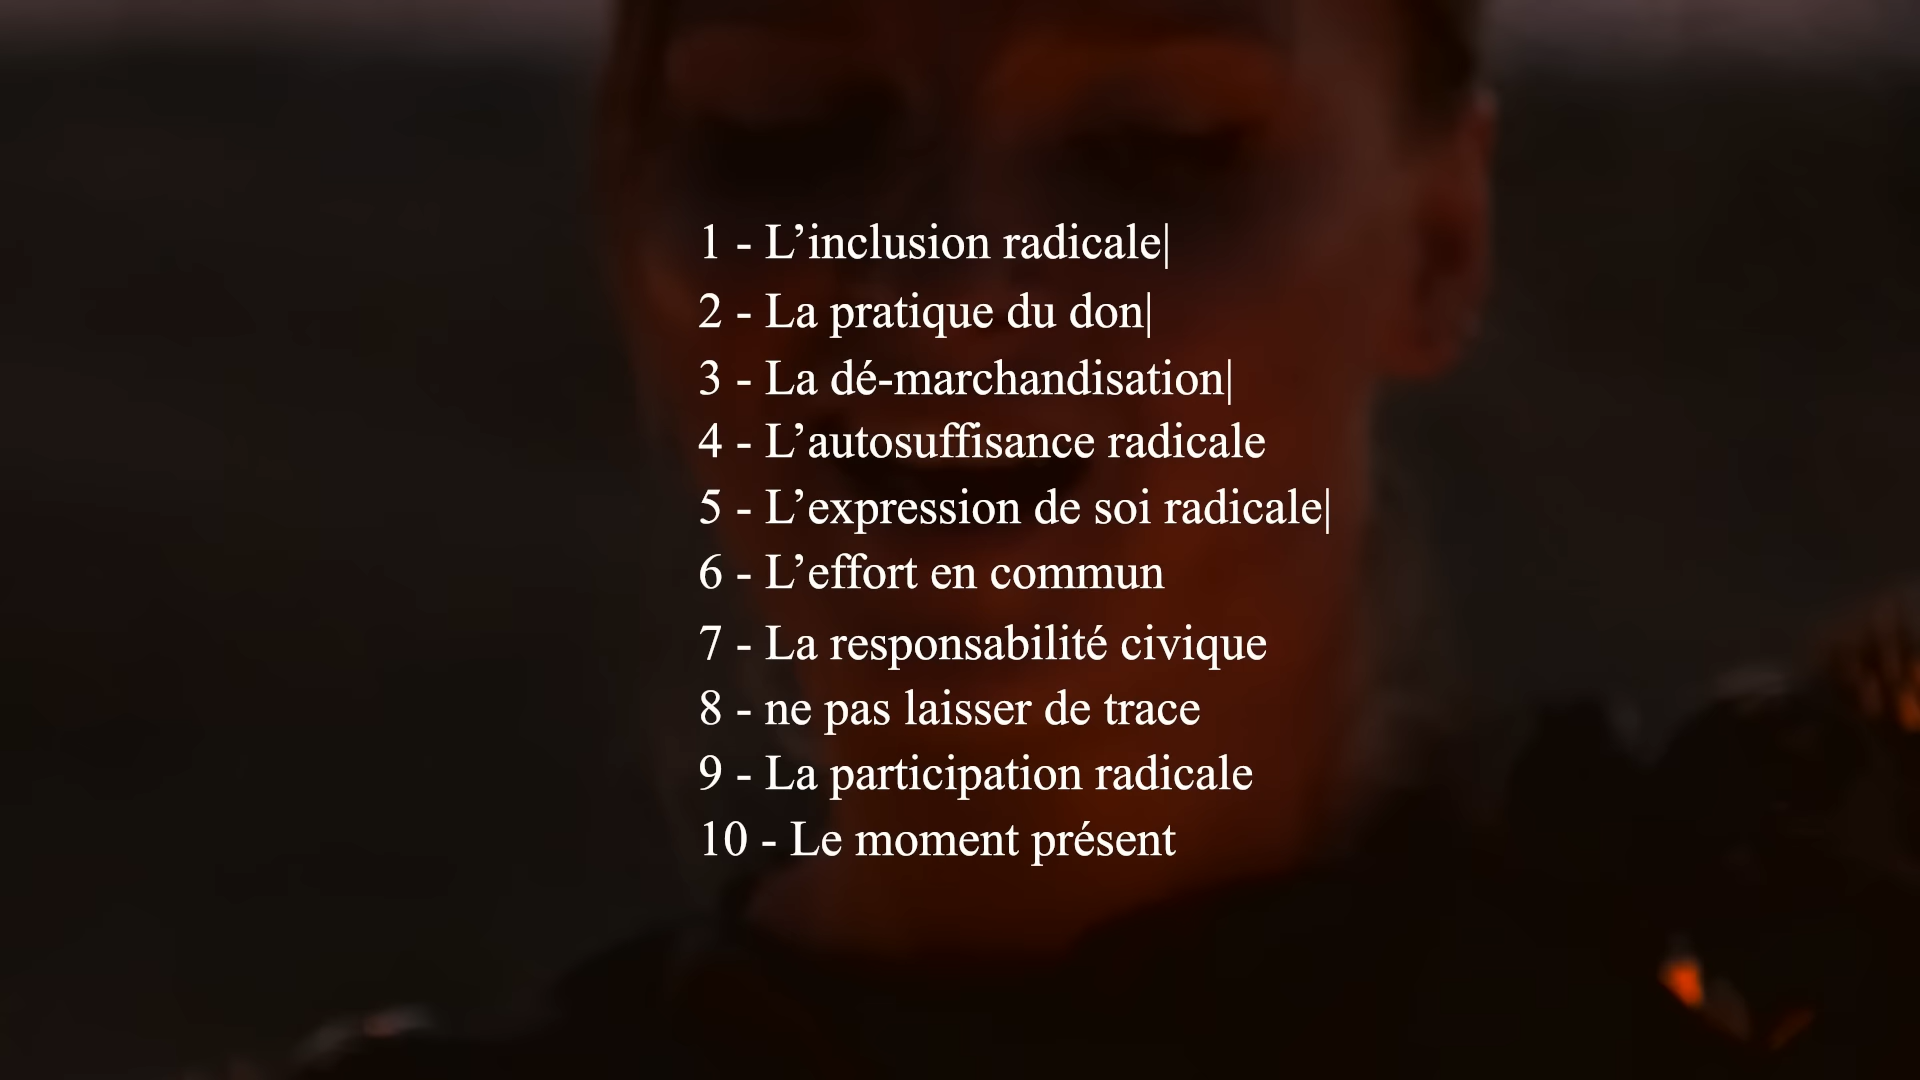 1 - L’inclusion radicale|
2 - La pratique du don|
3 - La dé-marchandisation|
4 - L’autosuffisance radicale
5 - L’expression de soi radicale|
6 - L’effort en commun
7 - La responsabilité civique
8 - ne pas laisser de trace
9 - La participation radicale
10 - Le moment présent